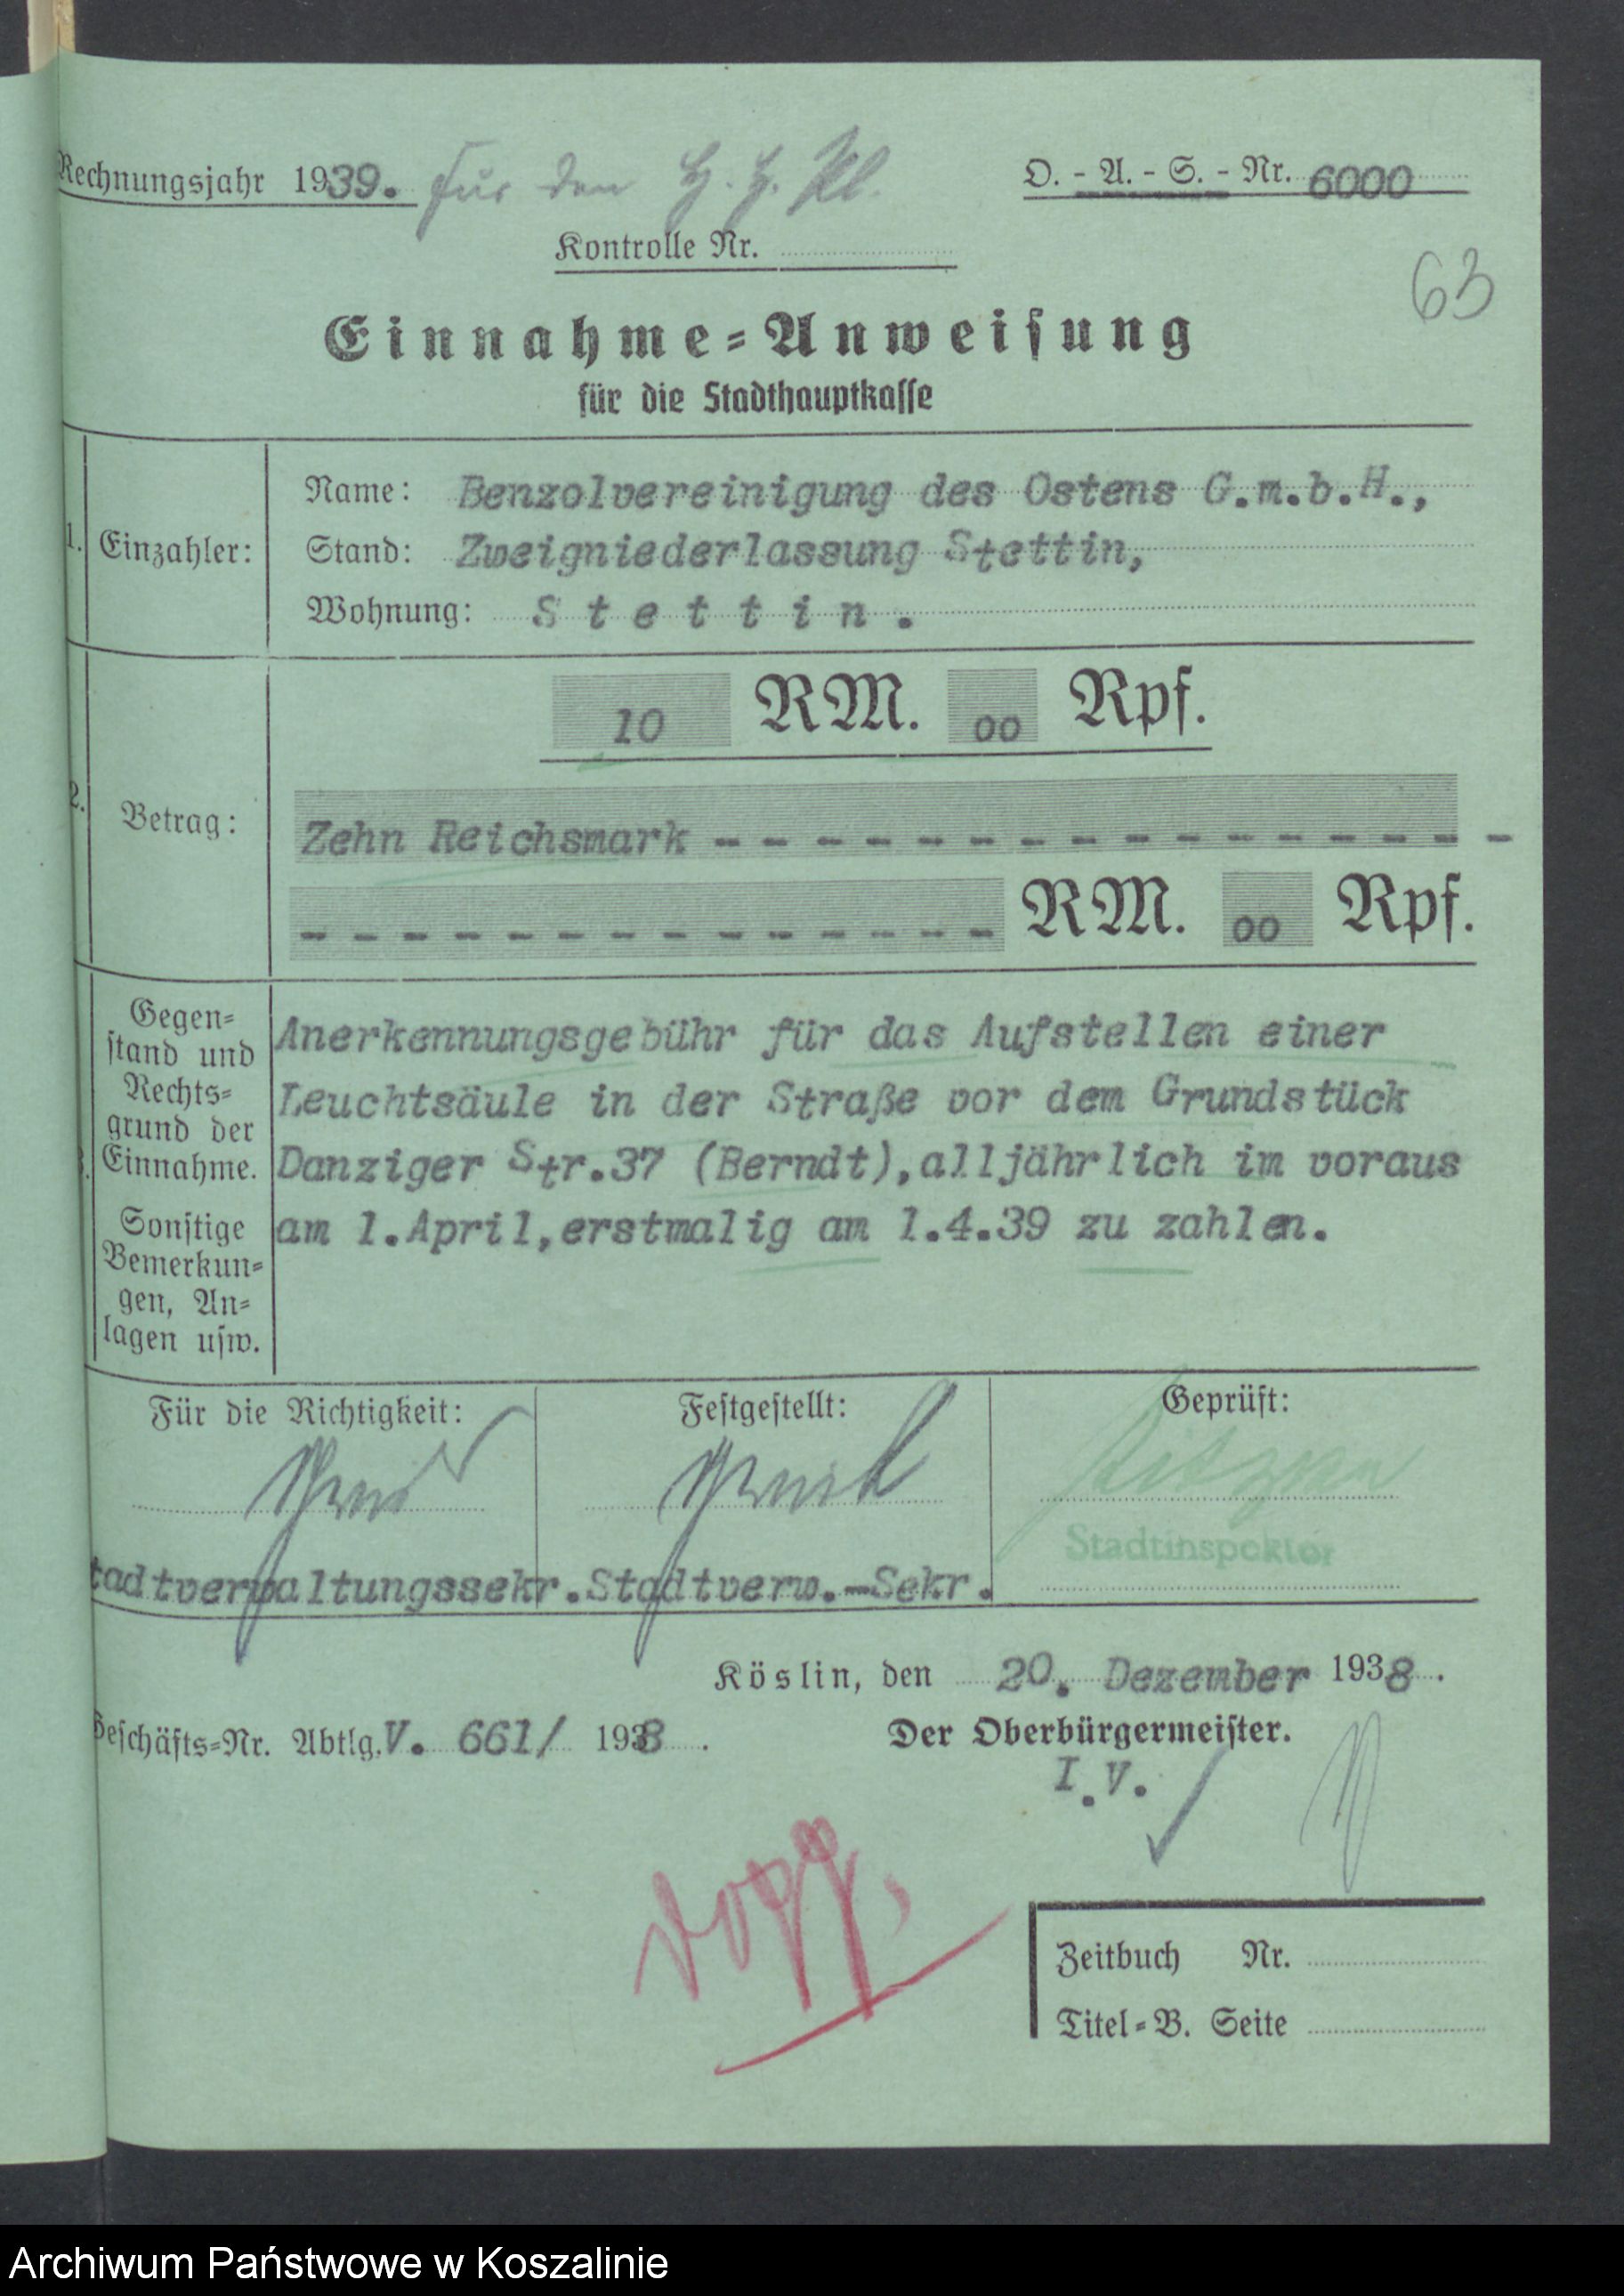 Rechnungsjahr 1939. Für den H. H. Pl.
O. - A. - S. - Nr. 6000
Kontrolle Nr.
63
Einnahme-Anweisung
für die Stadthauptkasse
1. Einzahler:
Name: Benzolvereinigung des Ostens G.m.b.H.,
Stand: Zweigniederlassung Stettin,
Wohnung: Stettin.
2. Betrag:
10 RM. 00 Rpf.
Zehn Reichsmark - - - - - - - - - - - - - - - -
- - - - - - - - - - - - - - RM. 00 Rpf.
Gegen-
stand und
Rechts-
grund der
Einnahme.
Sonstige
Bemerkun-
gen, An-
lagen usw.
Anerkennungsgebühr für das Aufstellen einer
Leuchtsäule in der Straße vor dem Grundstück
Danziger Str.37 (Berndt),alljährlich im voraus
am 1.April,erstmalig am 1.4.39 zu zahlen.
Für die Richtigkeit:
tadtverwaltungssekr.
Festgestellt:
Stadtverw.-Sekr.
Geprüft:
Stadtinspektor
Köslin, den 20. Dezember 1938.
Geschäfts-Nr. Abtlg. V. 661/ 1938.
Der Oberbürgermeister.
I.V.
Zeitbuch Nr.
Titel-B. Seite
Archiwum Państwowe w Koszalinie